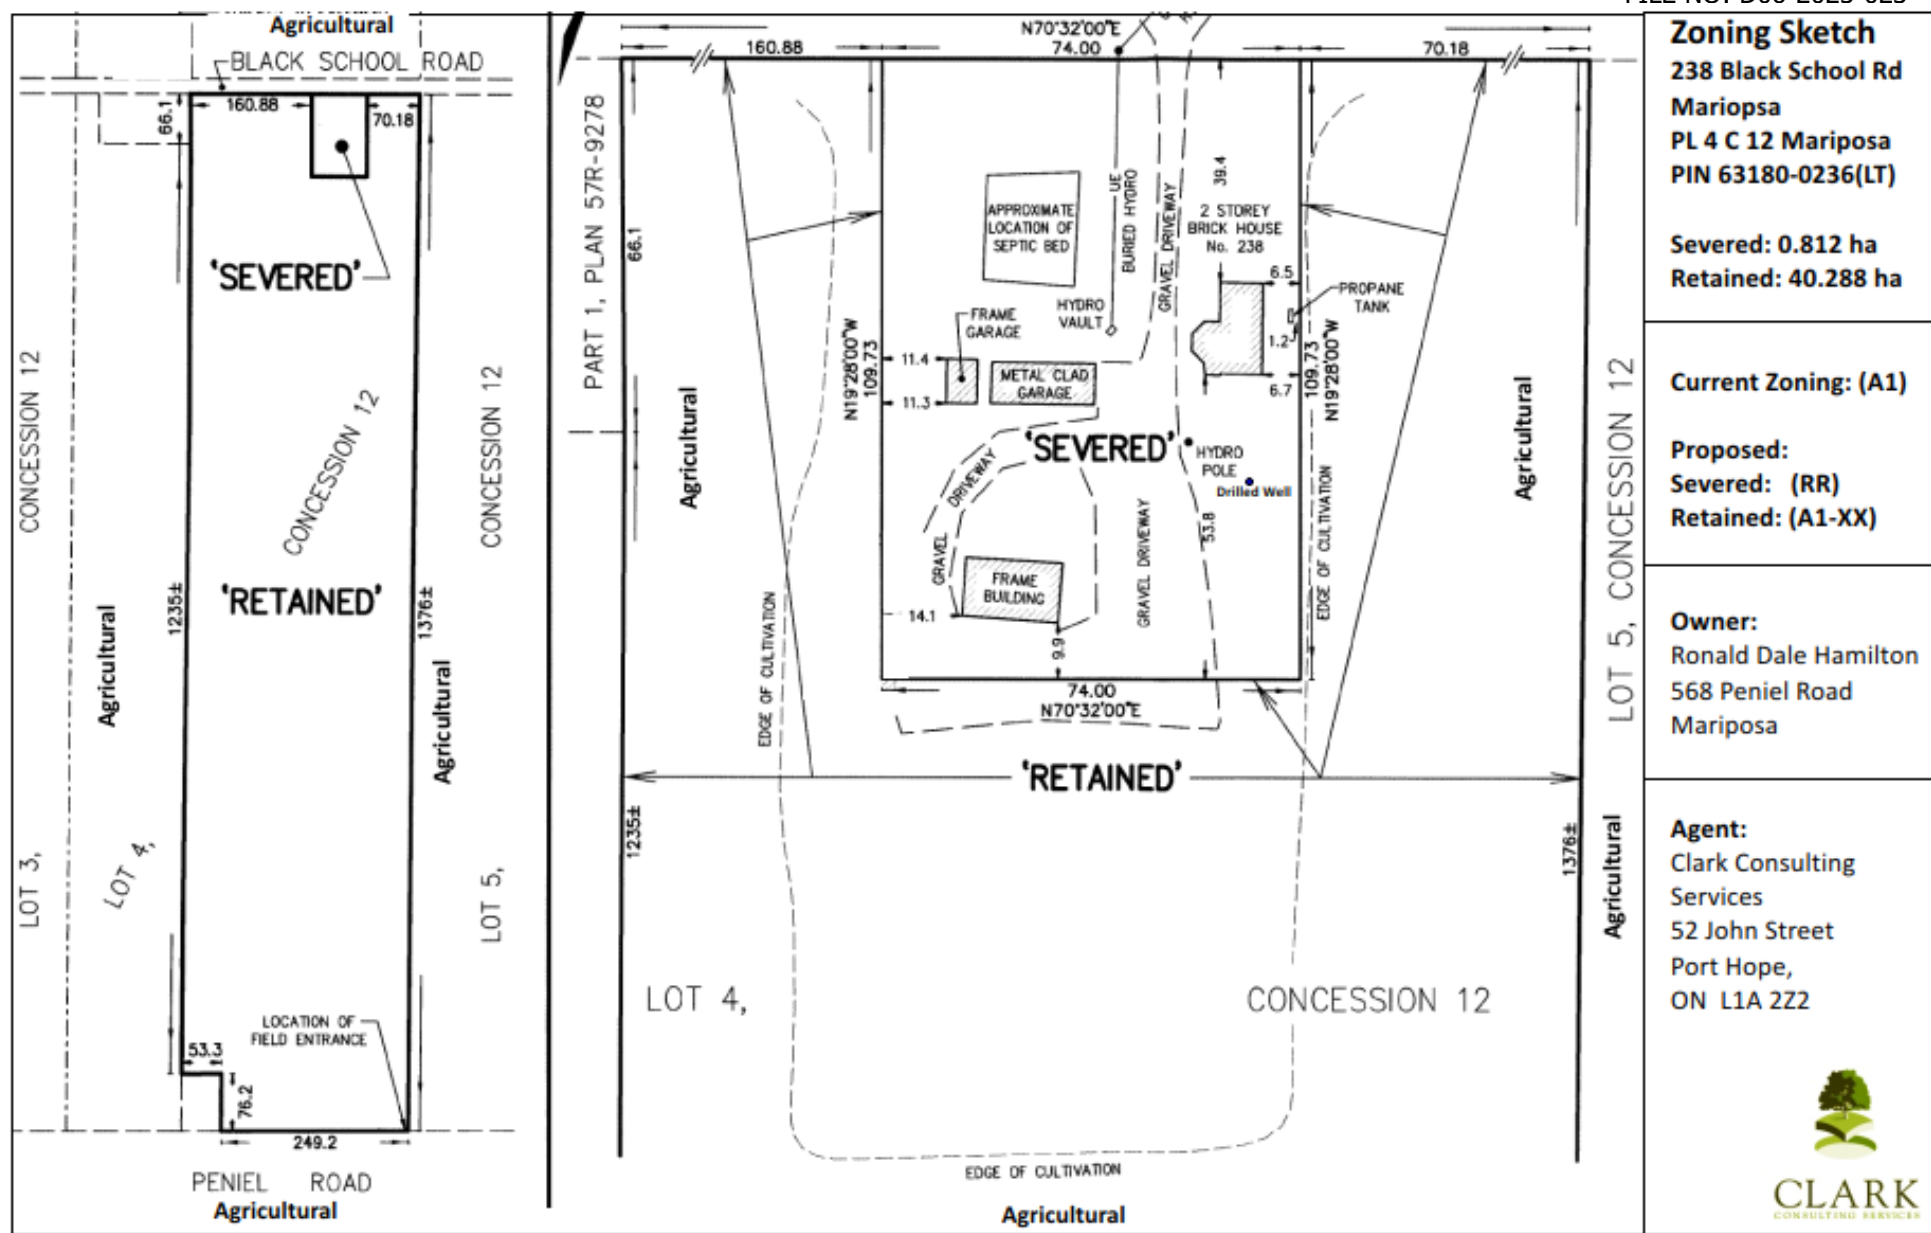 Agricultural
BLACK SCHOOL ROAD
160.88
70.18
66.1
'SEVERED'
CONCESSION 12
CONCESSION 12
CONCESSION 12
'RETAINED'
1235±
1376±
Agricultural
Agricultural
LOT 3,
LOT 4,
LOT 5,
LOCATION OF
FIELD ENTRANCE
53.3
76.2
249.2
PENIEL ROAD
Agricultural
N70°32'00"E
160.88
74.00
70.18
PART 1, PLAN 57R-9278
66.1
APPROXIMATE
LOCATION OF
SEPTIC BED
UE
BURIED HYDRO
GRAVEL DRIVEWAY
39.4
2 STOREY
BRICK HOUSE
No. 238
6.5
PROPANE
TANK
HYDRO
VAULT
FRAME
GARAGE
1.2
N19°28'00"W
109.73
11.4
METAL CLAD
GARAGE
11.3
6.7
109.73
N19°28'00"W
Agricultural
'SEVERED'
HYDRO
POLE
Drilled Well
Agricultural
LOT 5, CONCESSION 12
GRAVEL
DRIVEWAY
GRAVEL DRIVEWAY
53.8
EDGE OF CULTIVATION
FRAME
BUILDING
14.1
9.9
EDGE OF CULTIVATION
74.00
N70°32'00"E
'RETAINED'
1235±
1376±
Agricultural
LOT 4,
CONCESSION 12
EDGE OF CULTIVATION
Agricultural
Zoning Sketch
238 Black School Rd
Mariopsa
PL 4 C 12 Mariposa
PIN 63180-0236(LT)
Severed: 0.812 ha
Retained: 40.288 ha
Current Zoning: (A1)
Proposed:
Severed: (RR)
Retained: (A1-XX)
Owner:
Ronald Dale Hamilton
568 Peniel Road
Mariposa
Agent:
Clark Consulting
Services
52 John Street
Port Hope,
ON L1A 2Z2
CLARK
CONSULTING SERVICES